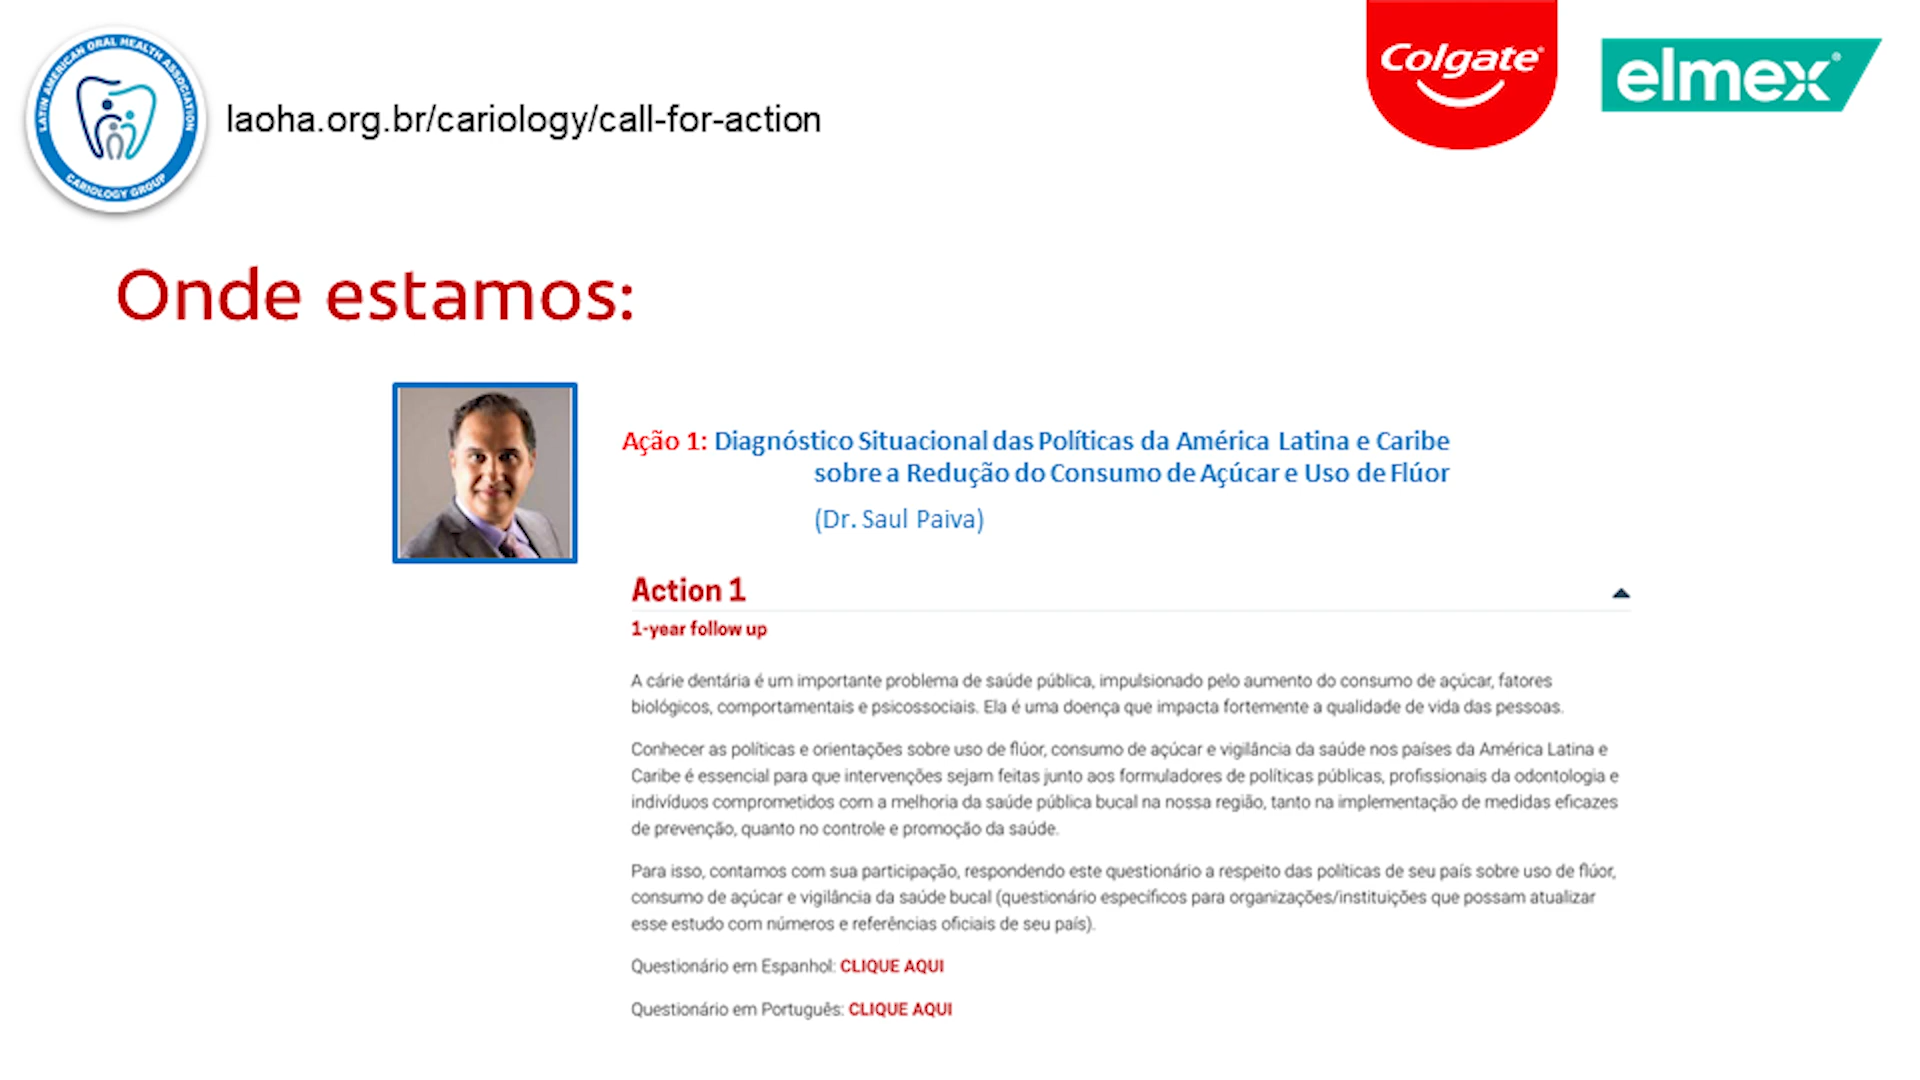 LATIN AMERICAN ORAL HEALTH ASSOCIATION
CARIOLOGY GROUP
laoha.org.br/cariology/call-for-action
Colgate®
elmex®
Onde estamos:
Ação 1: Diagnóstico Situacional das Políticas da América Latina e Caribe
sobre a Redução do Consumo de Açúcar e Uso de Flúor
(Dr. Saul Paiva)
Action 1
1-year follow up
A cárie dentária é um importante problema de saúde pública, impulsionado pelo aumento do consumo de açúcar, fatores
biológicos, comportamentais e psicossociais. Ela é uma doença que impacta fortemente a qualidade de vida das pessoas.
Conhecer as políticas e orientações sobre uso de flúor, consumo de açúcar e vigilância da saúde nos países da América Latina e
Caribe é essencial para que intervenções sejam feitas junto aos formuladores de políticas públicas, profissionais da odontologia e
indivíduos comprometidos com a melhoria da saúde pública bucal na nossa região, tanto na implementação de medidas eficazes
de prevenção, quanto no controle e promoção da saúde.
Para isso, contamos com sua participação, respondendo este questionário a respeito das políticas de seu país sobre uso de flúor,
consumo de açúcar e vigilância da saúde bucal (questionário específicos para organizações/instituições que possam atualizar
esse estudo com números e referências oficiais de seu país).
Questionário em Espanhol: CLIQUE AQUI
Questionário em Português: CLIQUE AQUI